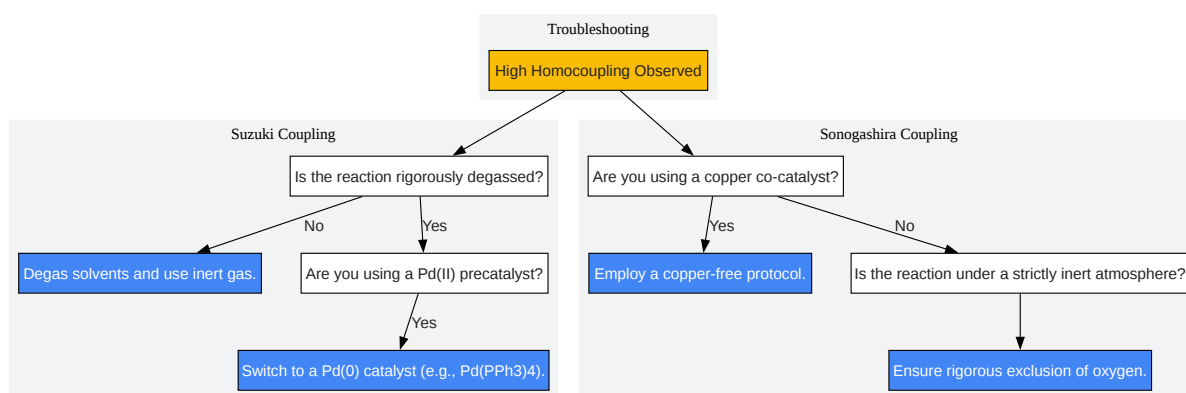 Troubleshooting
High Homocoupling Observed
Suzuki Coupling
Sonogashira Coupling
Is the reaction rigorously degassed?
Are you using a copper co-catalyst?
No
Yes
Yes
No
Degas solvents and use inert gas.
Are you using a Pd(II) precatalyst?
Employ a copper-free protocol.
Is the reaction under a strictly inert atmosphere?
Yes
Switch to a Pd(0) catalyst (e.g., Pd(PPh3)4).
Ensure rigorous exclusion of oxygen.